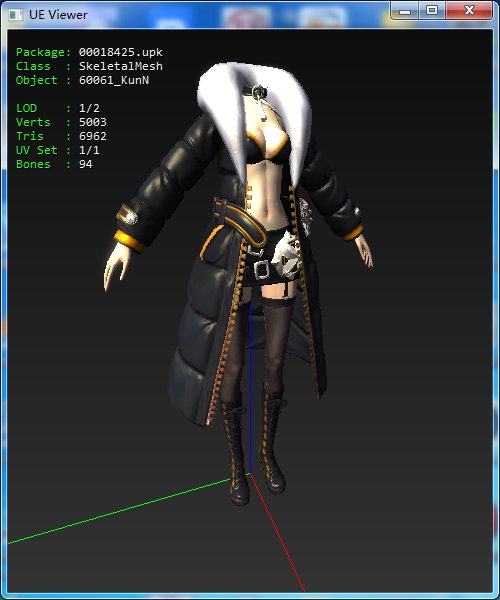 UE Viewer
Package: 00018425.upk
Class : SkeletalMesh
Object : 60061_KunN
LOD : 1/2
Verts : 5003
Tris : 6962
UV Set : 1/1
Bones : 94